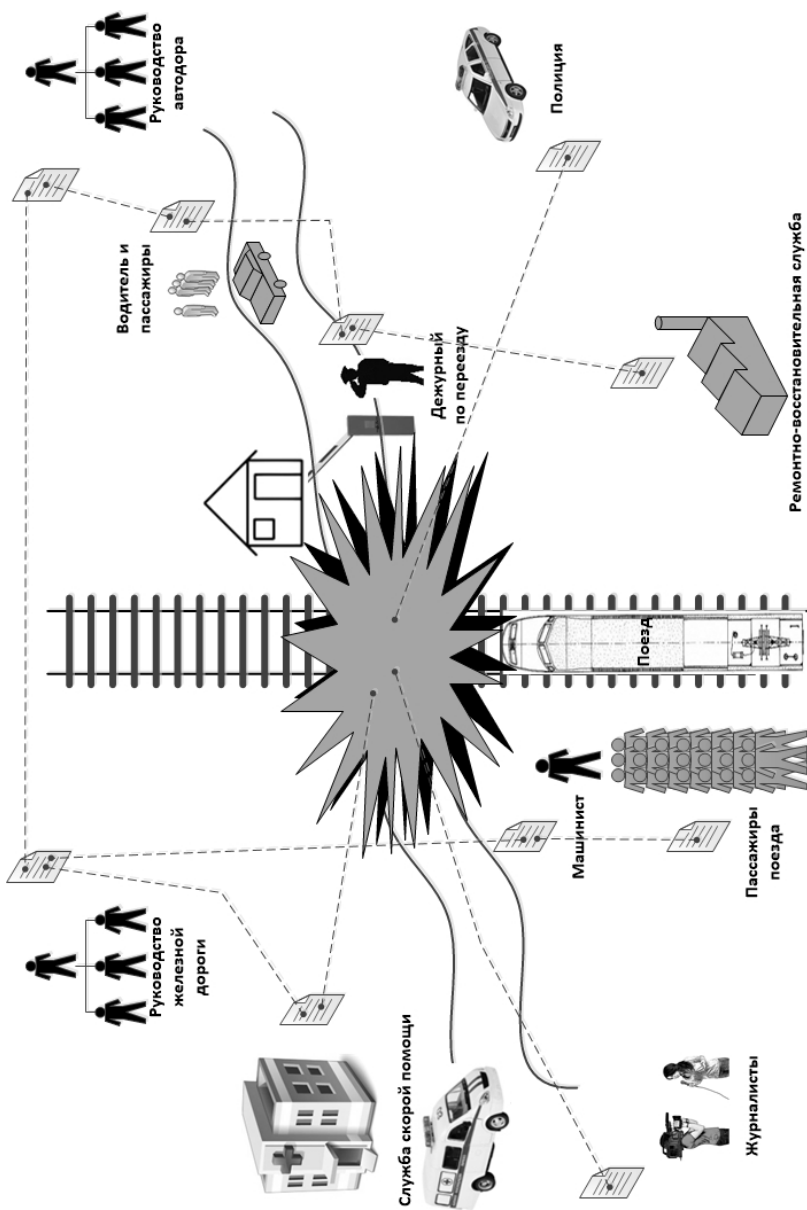 Руководство
автодора
Полиция
Водитель и
пассажиры
Дежурный
по переезду
Ремонтно-восстановительная служба
Поезд
Машинист
Пассажиры
поезда
Руководство
железной
дороги
Служба скорой помощи
Журналисты